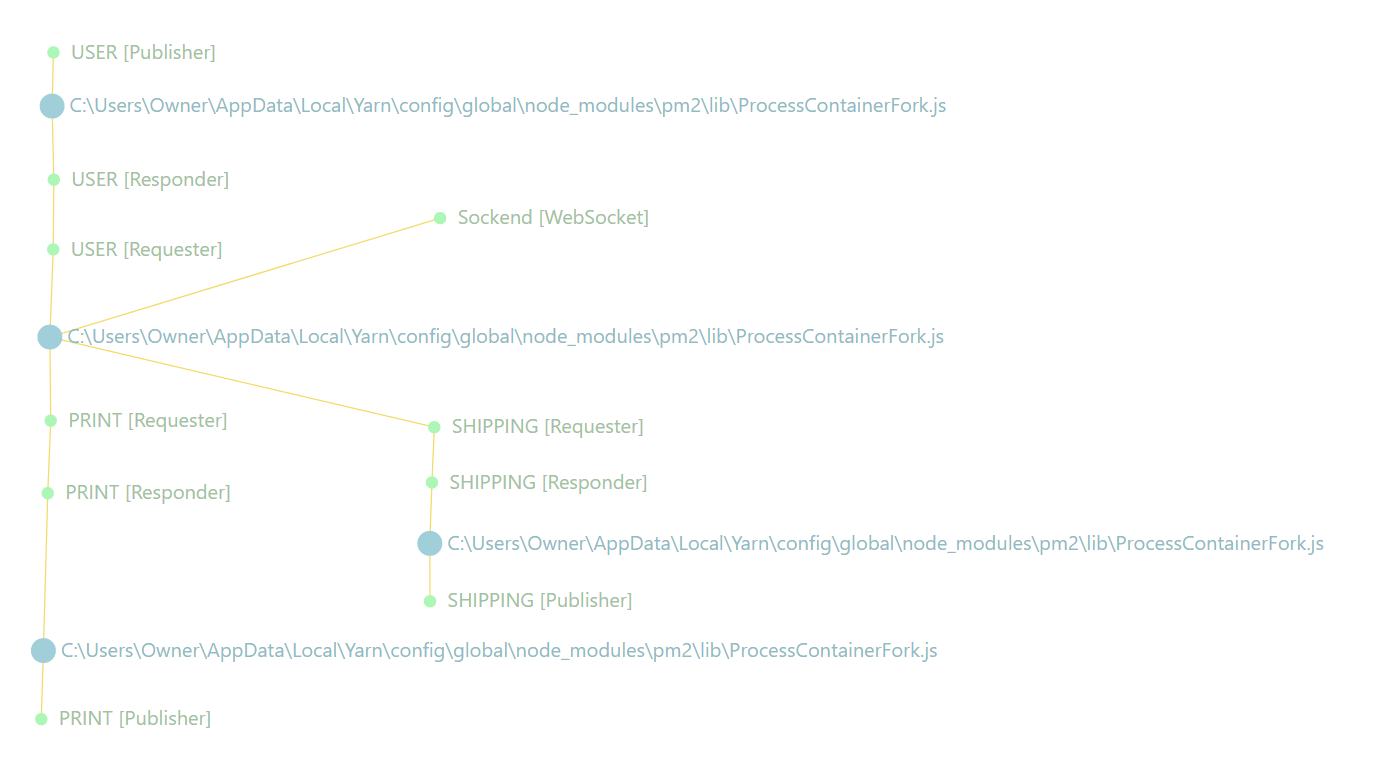 USER [Publisher]
C:\Users\Owner\AppData\Local\Yarn\config\global\node_modules\pm2\lib\ProcessContainerFork.js
USER [Responder]
Sockend [WebSocket]
USER [Requester]
C:\Users\Owner\AppData\Local\Yarn\config\global\node_modules\pm2\lib\ProcessContainerFork.js
PRINT [Requester]
SHIPPING [Requester]
SHIPPING [Responder]
PRINT [Responder]
C:\Users\Owner\AppData\Local\Yarn\config\global\node_modules\pm2\lib\ProcessContainerFork.js
SHIPPING [Publisher]
C:\Users\Owner\AppData\Local\Yarn\config\global\node_modules\pm2\lib\ProcessContainerFork.js
PRINT [Publisher]